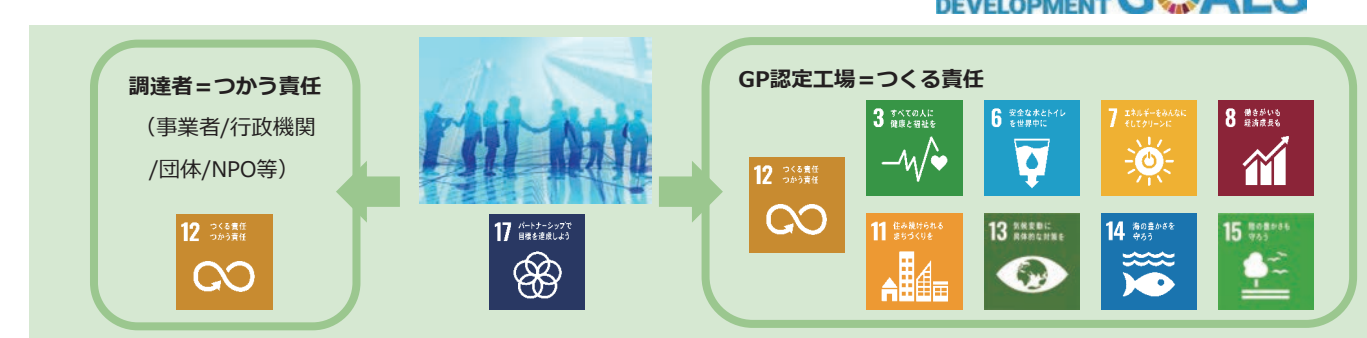 DEVELOPMENT GOALS
調達者＝つかう責任
（事業者/行政機関
/団体/NPO等）
12 つくる責任
つかう責任
17 パートナーシップで
目標を達成しよう
GP認定工場＝つくる責任
12 つくる責任
つかう責任
3 すべての人に
健康と福祉を
6 安全な水とトイレ
を世界中に
7 エネルギーをみんなに
そしてクリーンに
8 働きがいも
経済成長も
11 住み続けられる
まちづくりを
13 気候変動に
具体的な対策を
14 海の豊かさを
守ろう
15 陸の豊かさも
守ろう